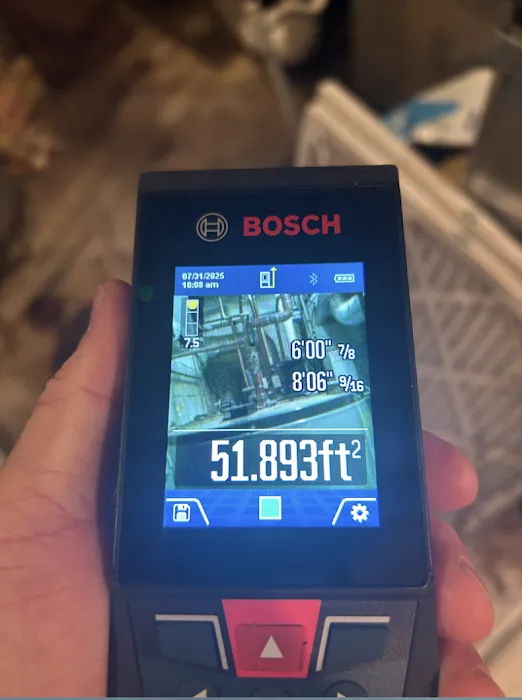 BOSCH
07/31/2025
10:08 am
7.5°
6'00" 7/8
8'06" 9/16
51.893ft²